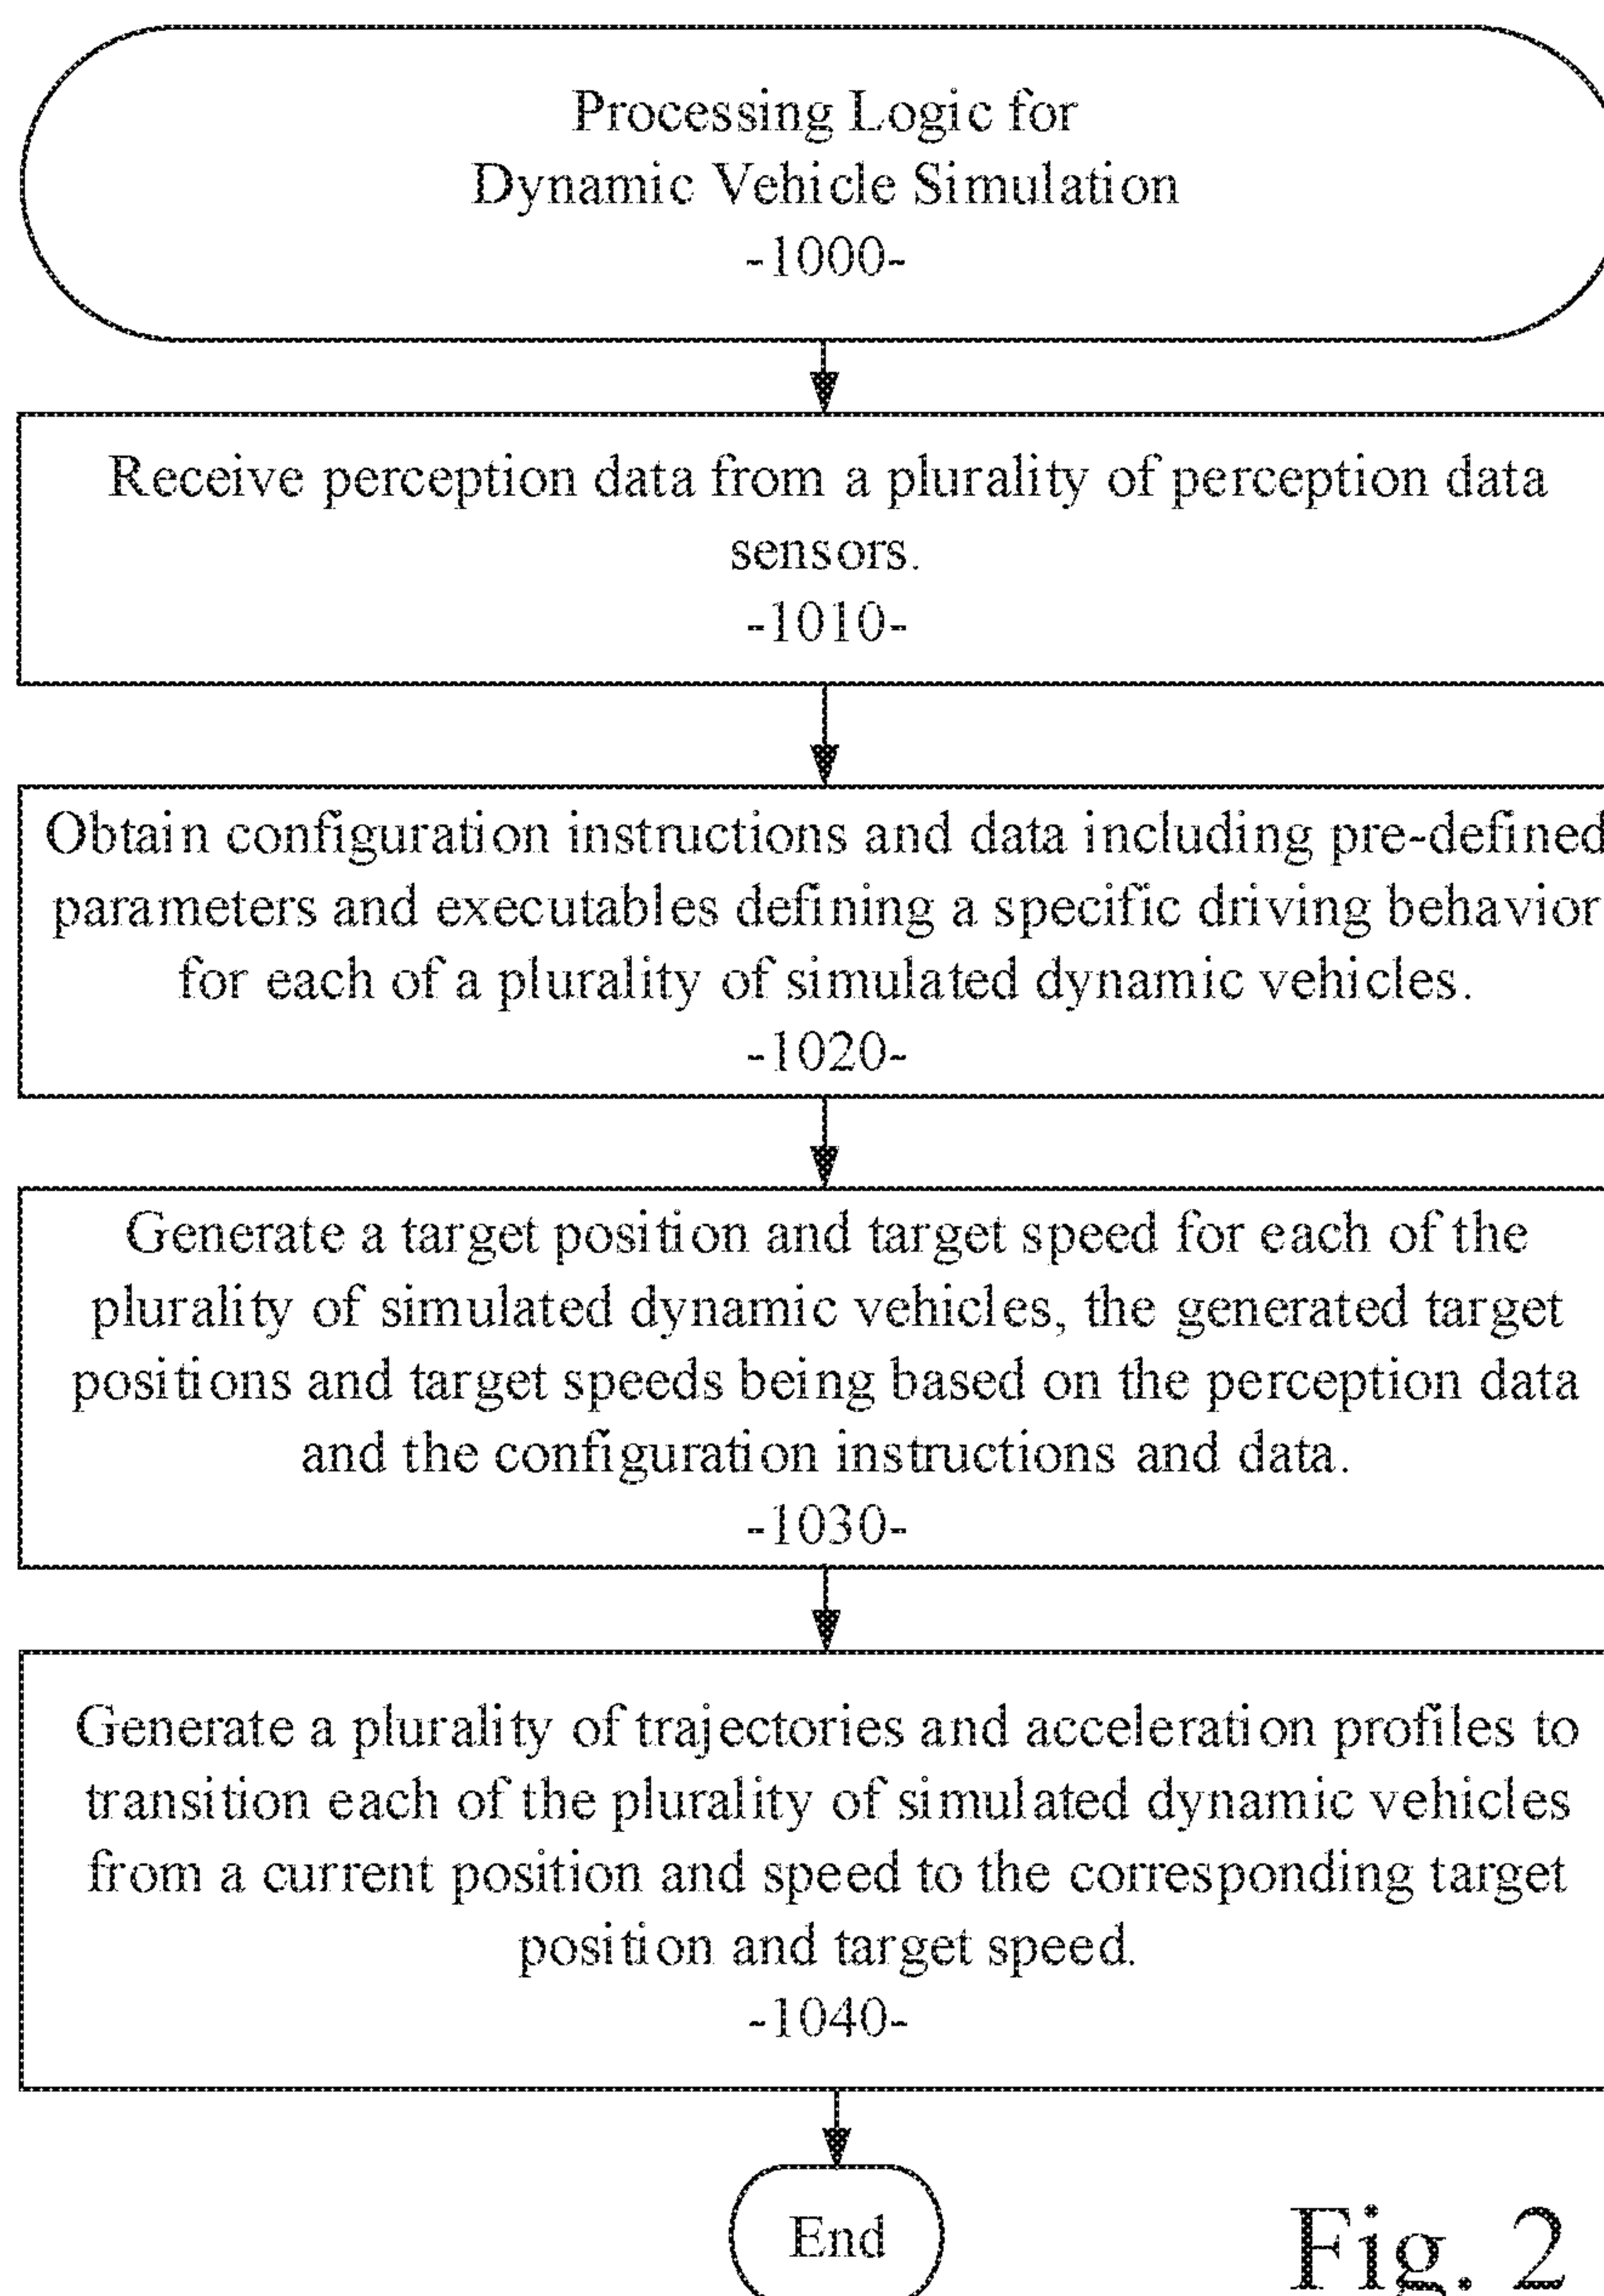 Processing Logic for
Dynamic Vehicle Simulation
-1000-
Receive perception data from a plurality of perception data
sensors.
-1010-
Obtain configuration instructions and data including pre-defined
parameters and executables defining a specific driving behavior
for each of a plurality of simulated dynamic vehicles.
-1020-
Generate a target position and target speed for each of the
plurality of simulated dynamic vehicles, the generated target
positions and target speeds being based on the perception data
and the configuration instructions and data.
-1030-
Generate a plurality of trajectories and acceleration profiles to
transition each of the plurality of simulated dynamic vehicles
from a current position and speed to the corresponding target
position and target speed.
-1040-
End
Fig. 2